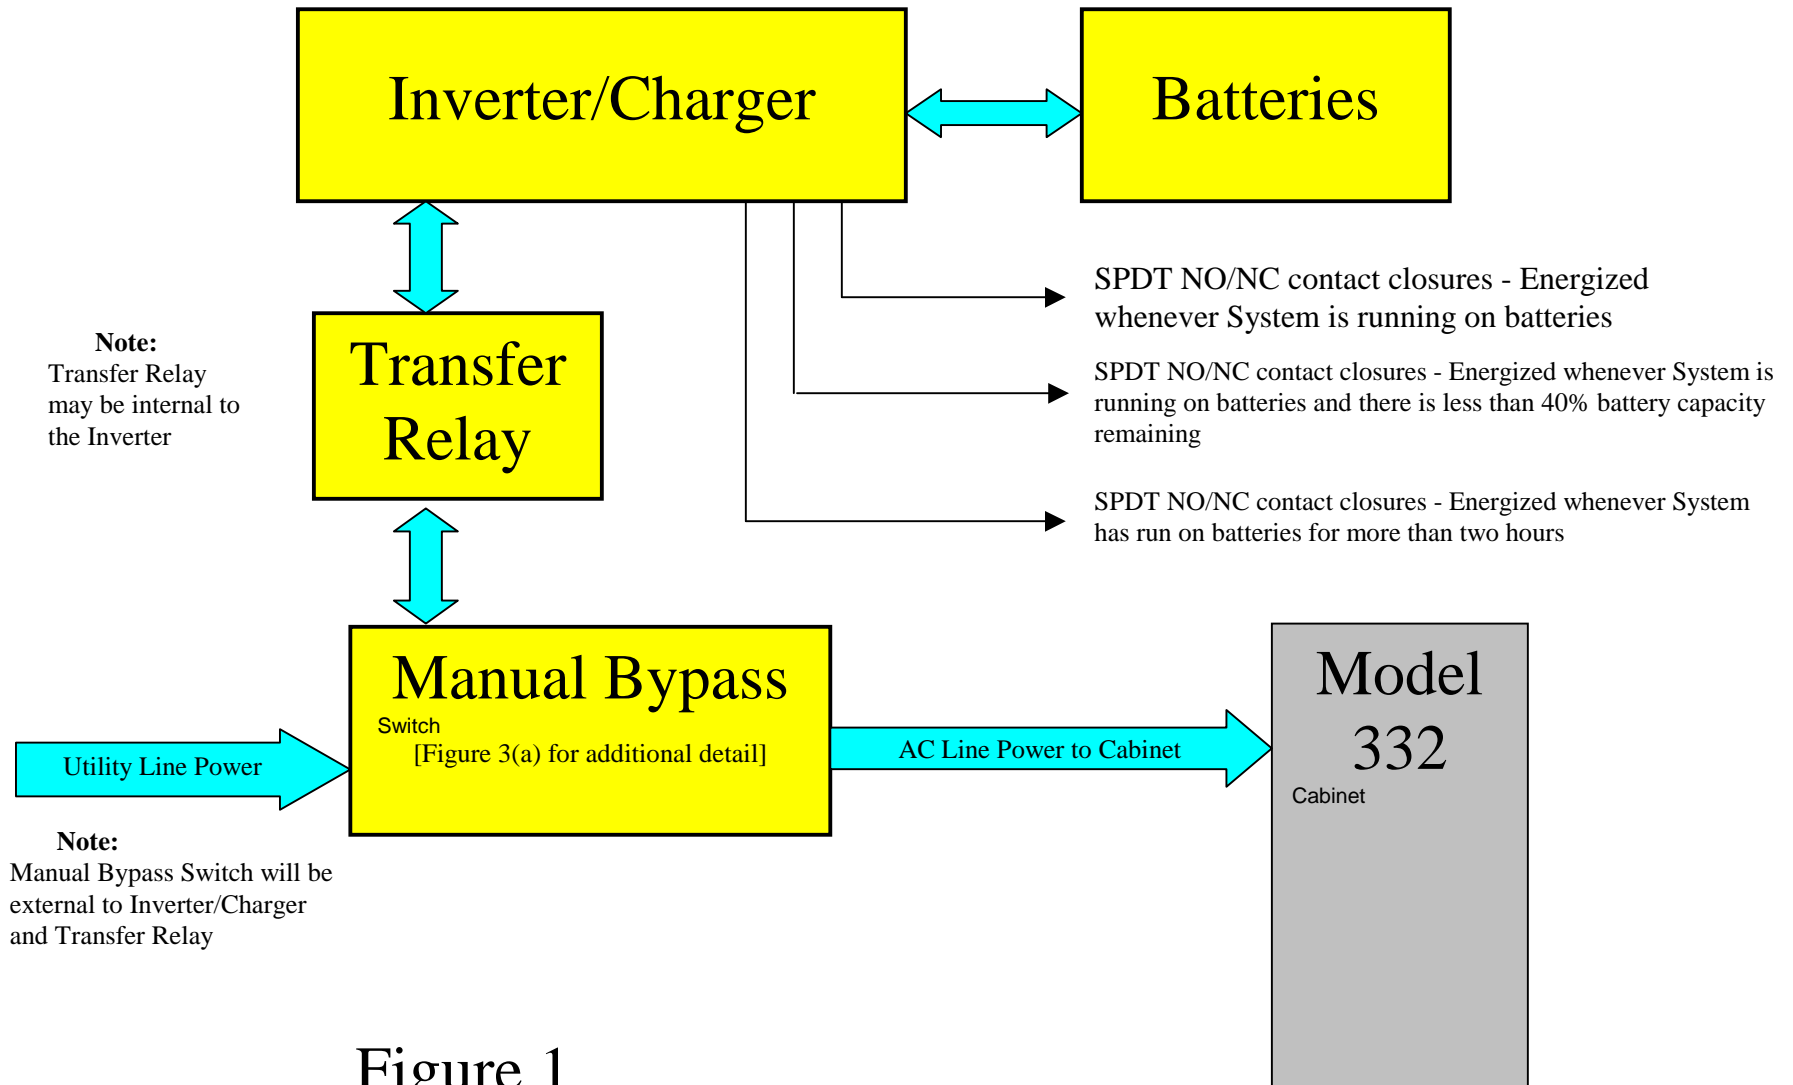 Inverter/Charger
Batteries
SPDT NO/NC contact closures - Energized
whenever System is running on batteries
Note:
Transfer Relay
may be internal to
the Inverter
Transfer
Relay
SPDT NO/NC contact closures - Energized whenever System is
running on batteries and there is less than 40% battery capacity
remaining
SPDT NO/NC contact closures - Energized whenever System
has run on batteries for more than two hours
Manual Bypass
Switch
[Figure 3(a) for additional detail]
Utility Line Power
AC Line Power to Cabinet
Model
332
Cabinet
Note:
Manual Bypass Switch will be
external to Inverter/Charger
and Transfer Relay
Figure 1